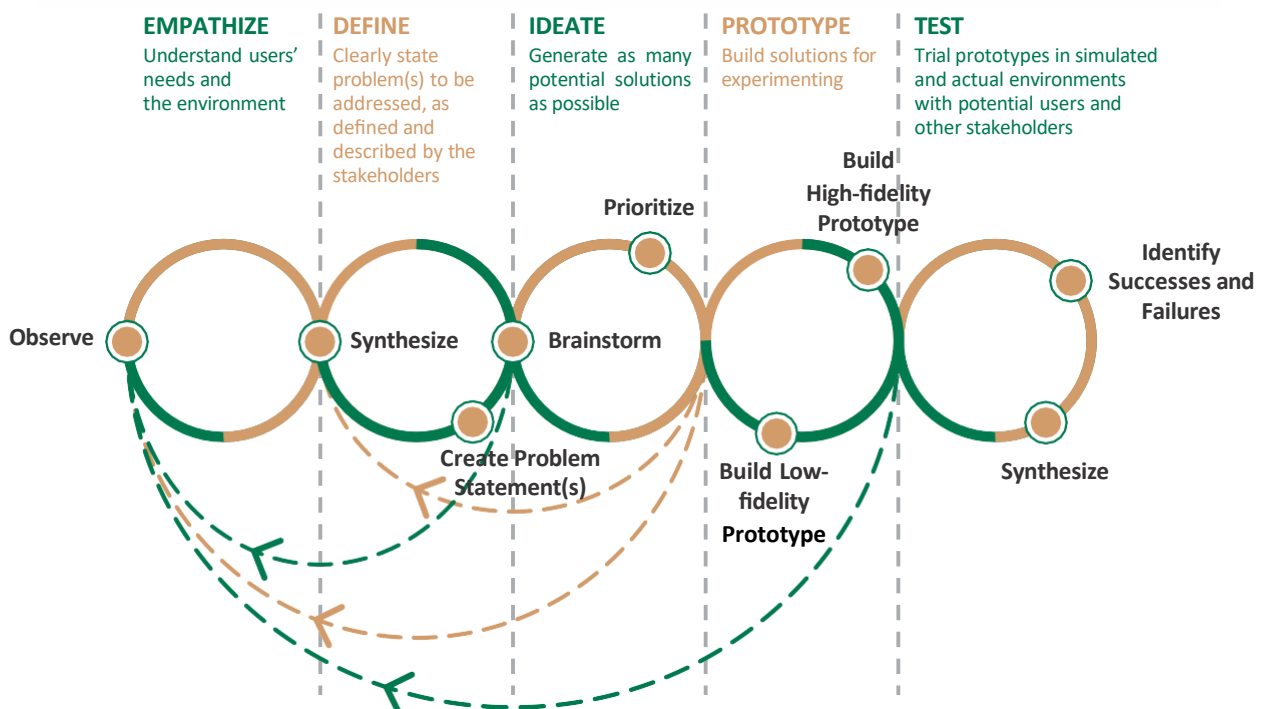 EMPATHIZE
Understand users'
needs and
the environment
DEFINE
Clearly state
problem(s) to be
addressed, as
defined and
described by the
stakeholders
IDEATE
Generate as many
potential solutions
as possible
PROTOTYPE
Build solutions for
experimenting
TEST
Trial prototypes in simulated
and actual environments
with potential users and
other stakeholders
Observe
Synthesize
Create Problem
Statement(s)
Brainstorm
Prioritize
Build Low-
fidelity
Prototype
Build
High-fidelity
Prototype
Identify
Successes and
Failures
Synthesize